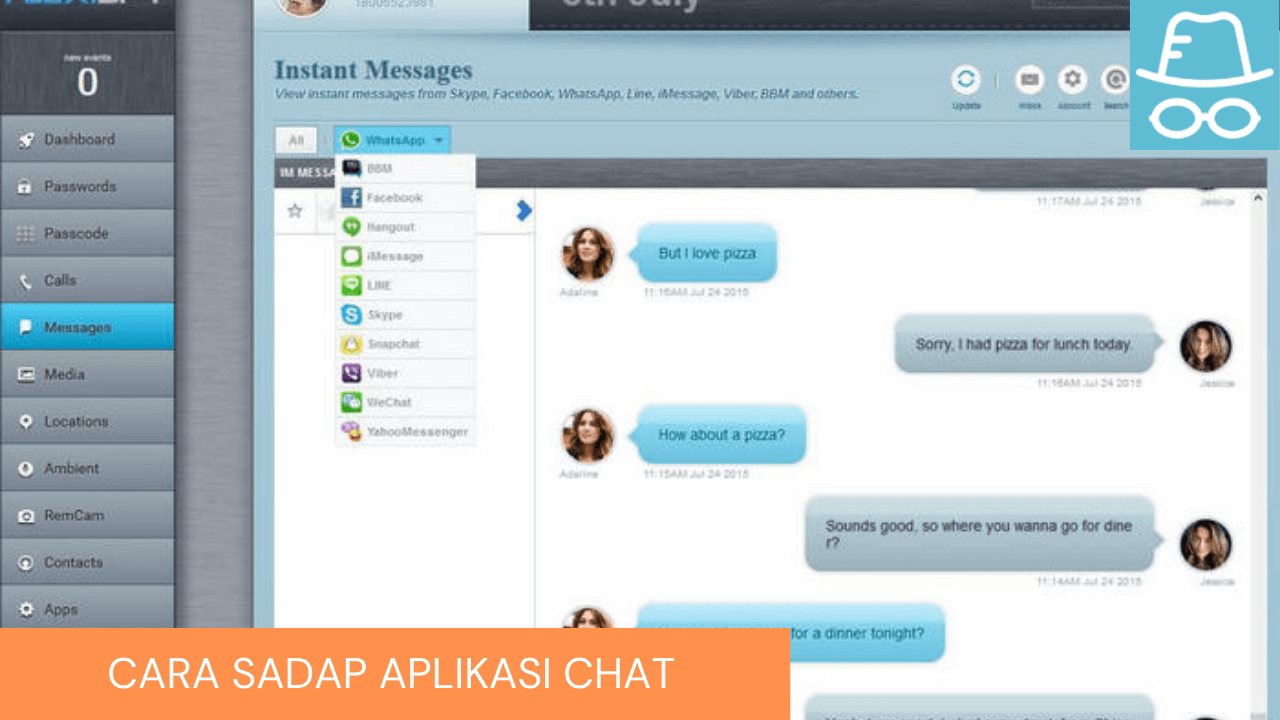 18006523981
new events
0
Instant Messages
View instant messages from Skype, Facebook, WhatsApp, Line, iMessage, Viber, BBM and others.
Update
Inbox
Account
Search
Dashboard
Passwords
Passcode
Calls
Messages
Media
Locations
Ambient
RemCam
Contacts
Apps
All
WhatsApp
IM MESSA
BBM
Facebook
Hangout
iMessage
LINE
Skype
Snapchat
Viber
WeChat
YahooMessenger
11:17AM Jul 24 2015
Jessica
But I love pizza
Adaline
11:16AM Jul 24 2015
Sorry, I had pizza for lunch today.
11:16AM Jul 24 2015
Jessica
How about a pizza?
Adaline
11:15AM Jul 24 2015
Sounds good, so where you wanna go for dine
r?
11:14AM Jul 24 2015
Jessica
for a dinner tonight?
CARA SADAP APLIKASI CHAT